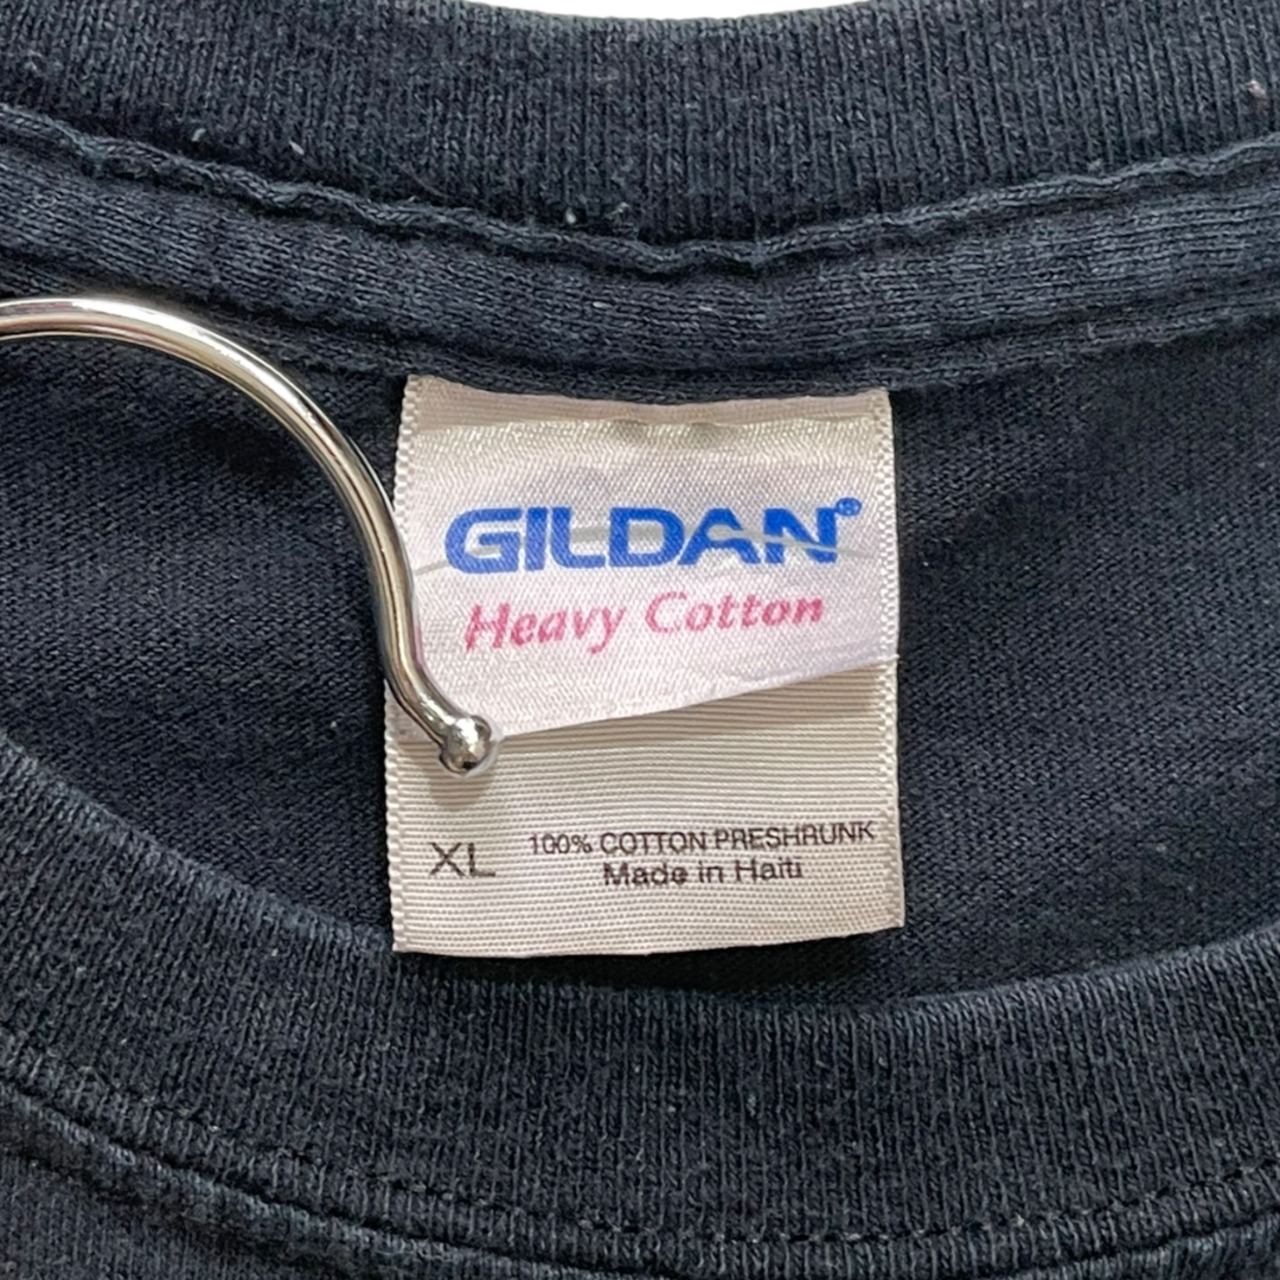 GILDAN®
Heavy Cotton
XL
100% COTTON PRESHRUNK
Made in Haiti